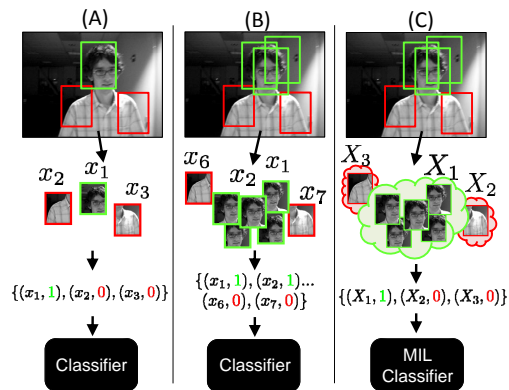 (A)
x₂ x₁ x₃
{(x₁, 1), (x₂, 0), (x₃, 0)}
Classifier
(B)
x₆ x₂ x₁ x₇
{(x₁, 1), (x₂, 1)...
(x₆, 0), (x₇, 0)}
Classifier
(C)
X₃ X₁ X₂
{(X₁, 1), (X₂, 0), (X₃, 0)}
MIL
Classifier